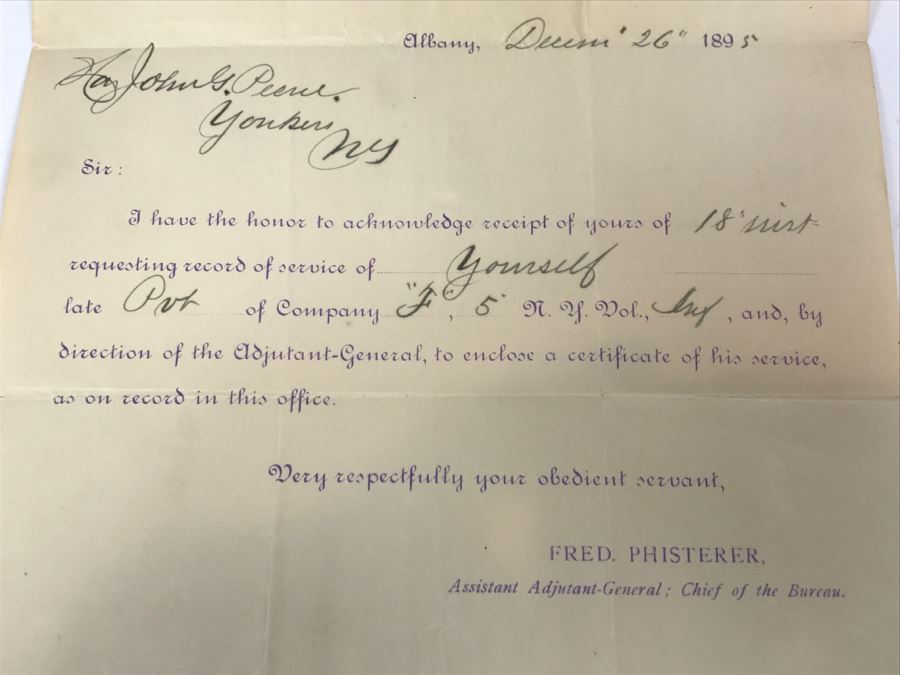 Albany, Decem' 26" 1895
Hon John G. Peene.
Yonkers
NY
Sir:
I have the honor to acknowledge receipt of yours of 18" inst
requesting record of service of Yourself
late Pvt of Company "F", 5" N. Y. Vol., Inf, and, by
direction of the Adjutant-General, to enclose a certificate of his service,
as on record in this office.
Very respectfully your obedient servant,
FRED. PHISTERER,
Assistant Adjutant-General; Chief of the Bureau.